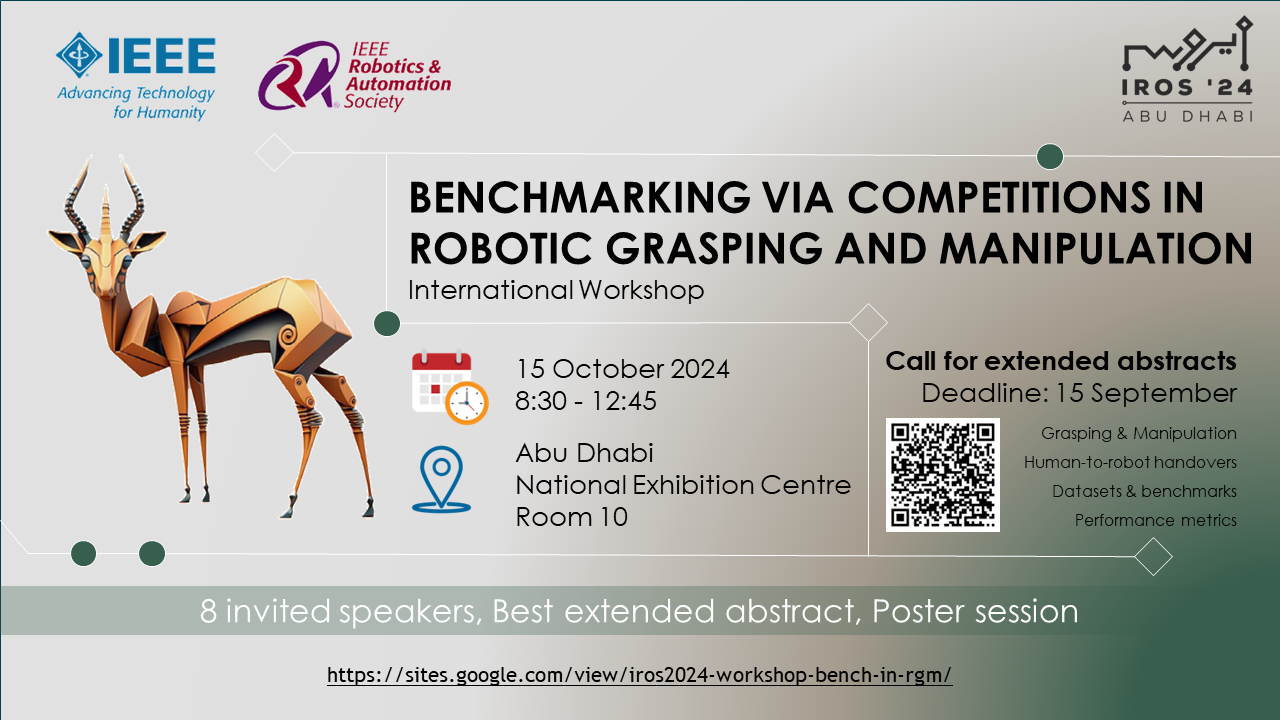 IEEE
Advancing Technology
for Humanity
IEEE
Robotics &
Automation
Society
®
أيروس
IROS '24
ABU DHABI
BENCHMARKING VIA COMPETITIONS IN
ROBOTIC GRASPING AND MANIPULATION
International Workshop
15 October 2024
8:30 - 12:45
Abu Dhabi
National Exhibition Centre
Room 10
Call for extended abstracts
Deadline: 15 September
Grasping & Manipulation
Human-to-robot handovers
Datasets & benchmarks
Performance metrics
8 invited speakers, Best extended abstract, Poster session
https://sites.google.com/view/iros2024-workshop-bench-in-rgm/